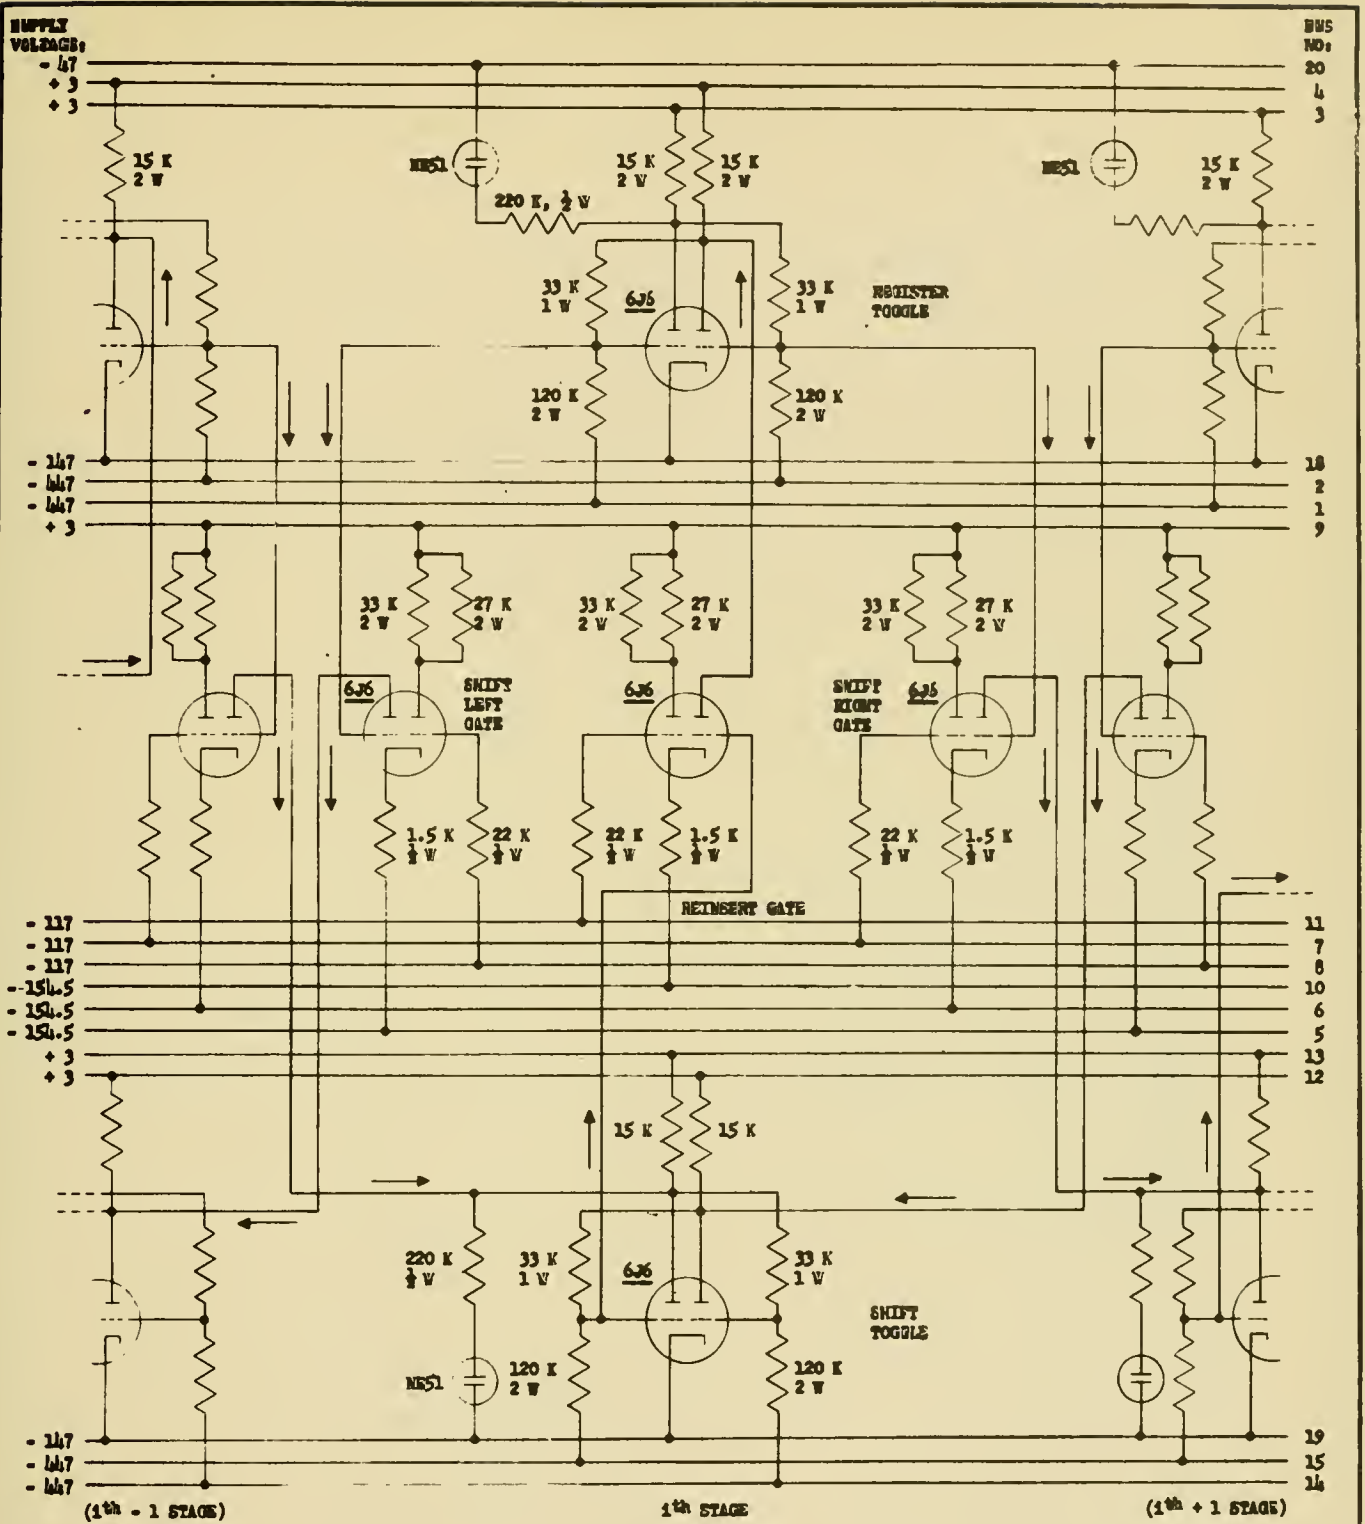 SUPPLY
VOLTAGE:
BUS
NO:
- 47
20
+ 3
4
+ 3
3
15 K
2 W
NE51
15 K
2 W
15 K
2 W
NE51
15 K
2 W
220 K, ½ W
33 K
1 W
6J6
33 K
1 W
REGISTER
TOGGLE
120 K
2 W
120 K
2 W
- 147
18
- 447
2
- 447
1
+ 3
9
33 K
2 W
27 K
2 W
33 K
2 W
27 K
2 W
33 K
2 W
27 K
2 W
6J6
SHIFT
LEFT
GATE
6J6
SHIFT
RIGHT
GATE
6J6
1.5 K
½ W
22 K
½ W
22 K
½ W
1.5 K
½ W
22 K
½ W
1.5 K
½ W
REINSERT GATE
- 117
11
- 117
7
- 117
8
- 154.5
10
- 154.5
6
- 154.5
5
+ 3
13
+ 3
12
15 K
15 K
220 K
½ W
33 K
1 W
6J6
33 K
1 W
SHIFT
TOGGLE
NE51
120 K
2 W
120 K
2 W
- 147
19
- 447
15
- 447
14
(ith - 1 STAGE)
ith STAGE
(ith + 1 STAGE)